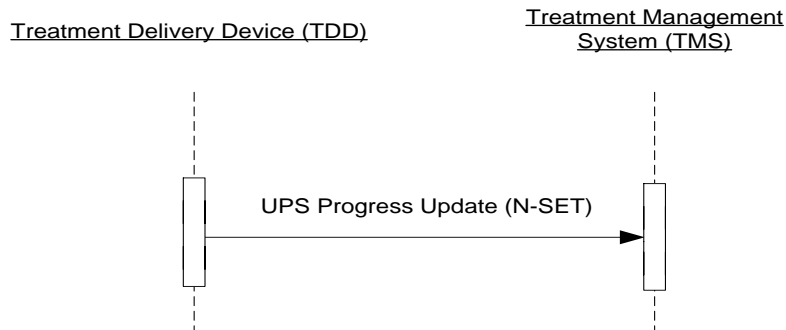 Treatment Delivery Device (TDD)
Treatment Management
System (TMS)
UPS Progress Update (N-SET)